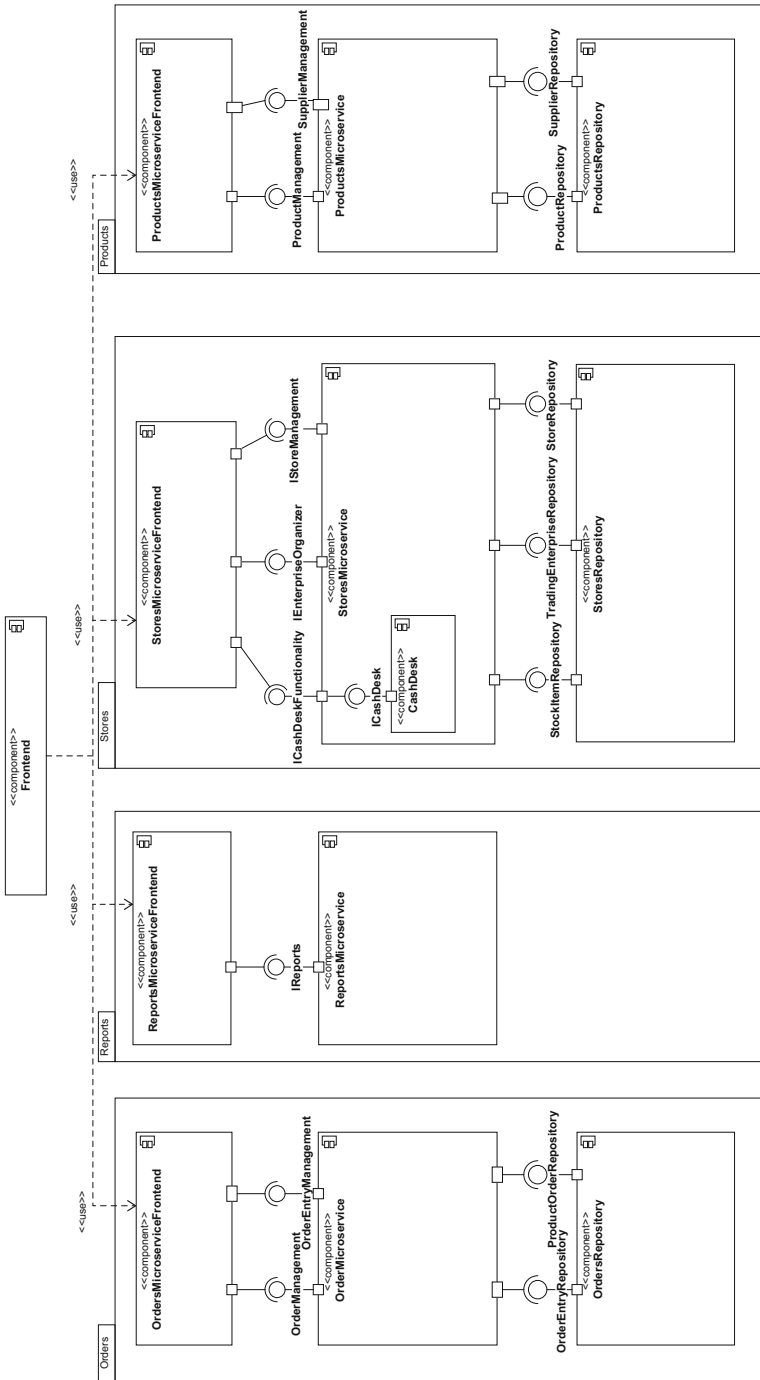 <<component>>
Frontend
<<use>>
<<use>>
<<use>>
<<use>>
Orders
<<component>>
OrdersMicroserviceFrontend
OrderManagement
OrderEntryManagement
<<component>>
OrderMicroservice
OrderEntryRepository
ProductOrderRepository
<<component>>
OrdersRepository
Reports
<<component>>
ReportsMicroserviceFrontend
IReports
<<component>>
ReportsMicroservice
Stores
<<component>>
StoresMicroserviceFrontend
ICashDeskFunctionality
IEnterpriseOrganizer
IStoreManagement
<<component>>
StoresMicroservice
ICashDesk
<<component>>
CashDesk
StockItemRepository
TradingEnterpriseRepository
StoreRepository
<<component>>
StoresRepository
Products
<<component>>
ProductsMicroserviceFrontend
ProductManagement
SupplierManagement
<<component>>
ProductsMicroservice
ProductRepository
SupplierRepository
<<component>>
ProductsRepository